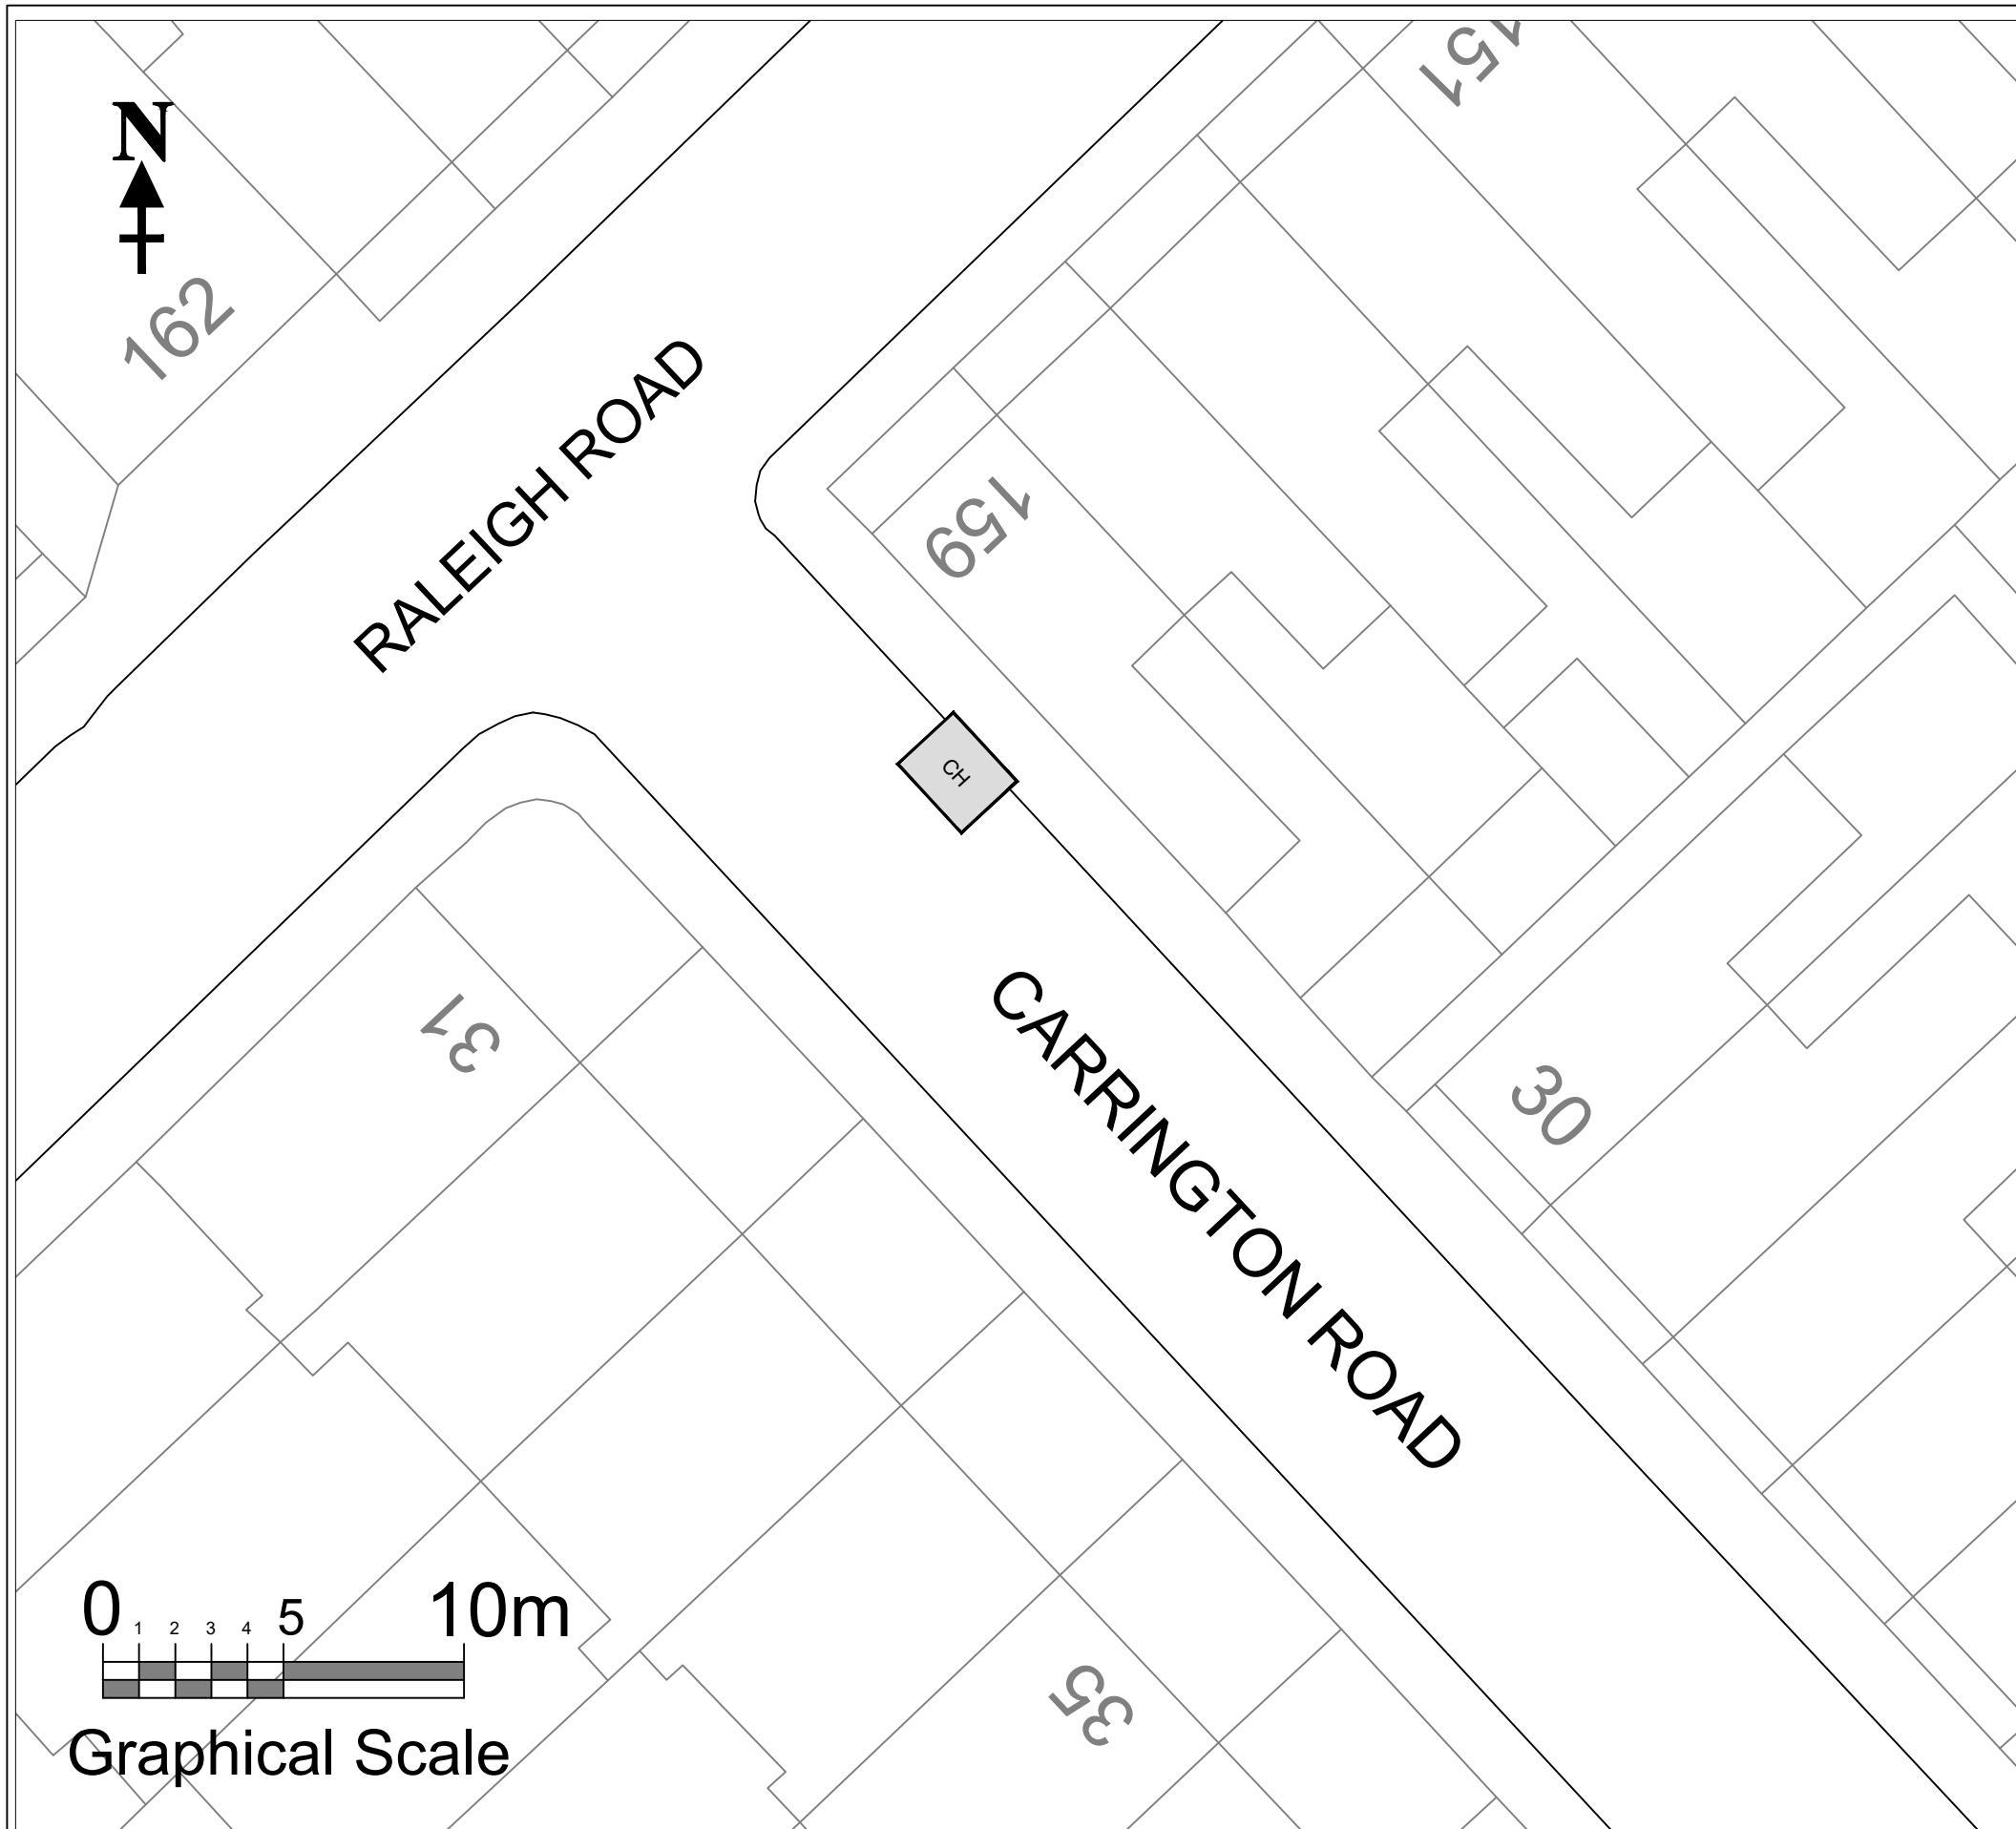 151
N
162
RALEIGH ROAD
159
CH
CARRINGTON ROAD
31
30
35
0 1 2 3 4 5 10m
Graphical Scale